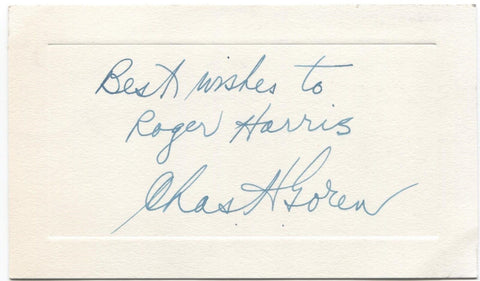 Best wishes to
Roger Harris
Chas H Goren